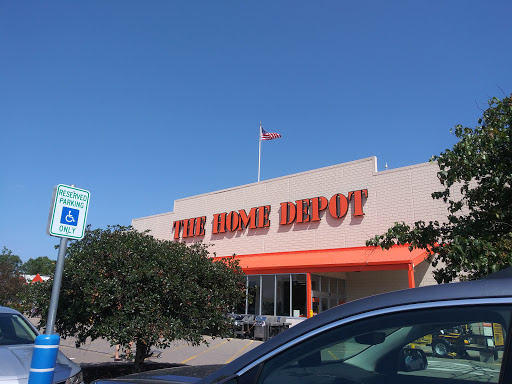 THE HOME DEPOT
RESERVED
PARKING
ONLY